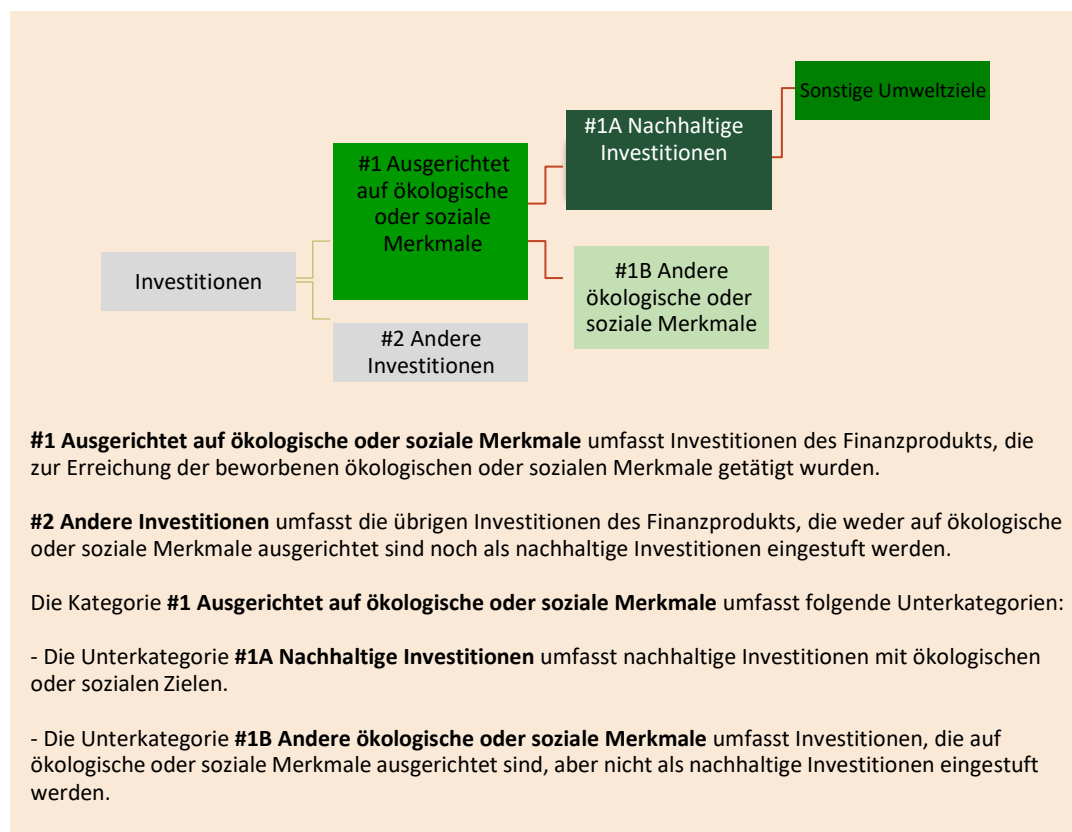 Sonstige Umweltziele
#1A Nachhaltige
Investitionen
#1 Ausgerichtet
auf ökologische
oder soziale
Merkmale
Investitionen
#1B Andere
ökologische oder
soziale Merkmale
#2 Andere
Investitionen
#1 Ausgerichtet auf ökologische oder soziale Merkmale umfasst Investitionen des Finanzprodukts, die
zur Erreichung der beworbenen ökologischen oder sozialen Merkmale getätigt wurden.
#2 Andere Investitionen umfasst die übrigen Investitionen des Finanzprodukts, die weder auf ökologische
oder soziale Merkmale ausgerichtet sind noch als nachhaltige Investitionen eingestuft werden.
Die Kategorie #1 Ausgerichtet auf ökologische oder soziale Merkmale umfasst folgende Unterkategorien:
- Die Unterkategorie #1A Nachhaltige Investitionen umfasst nachhaltige Investitionen mit ökologischen
oder sozialen Zielen.
- Die Unterkategorie #1B Andere ökologische oder soziale Merkmale umfasst Investitionen, die auf
ökologische oder soziale Merkmale ausgerichtet sind, aber nicht als nachhaltige Investitionen eingestuft
werden.